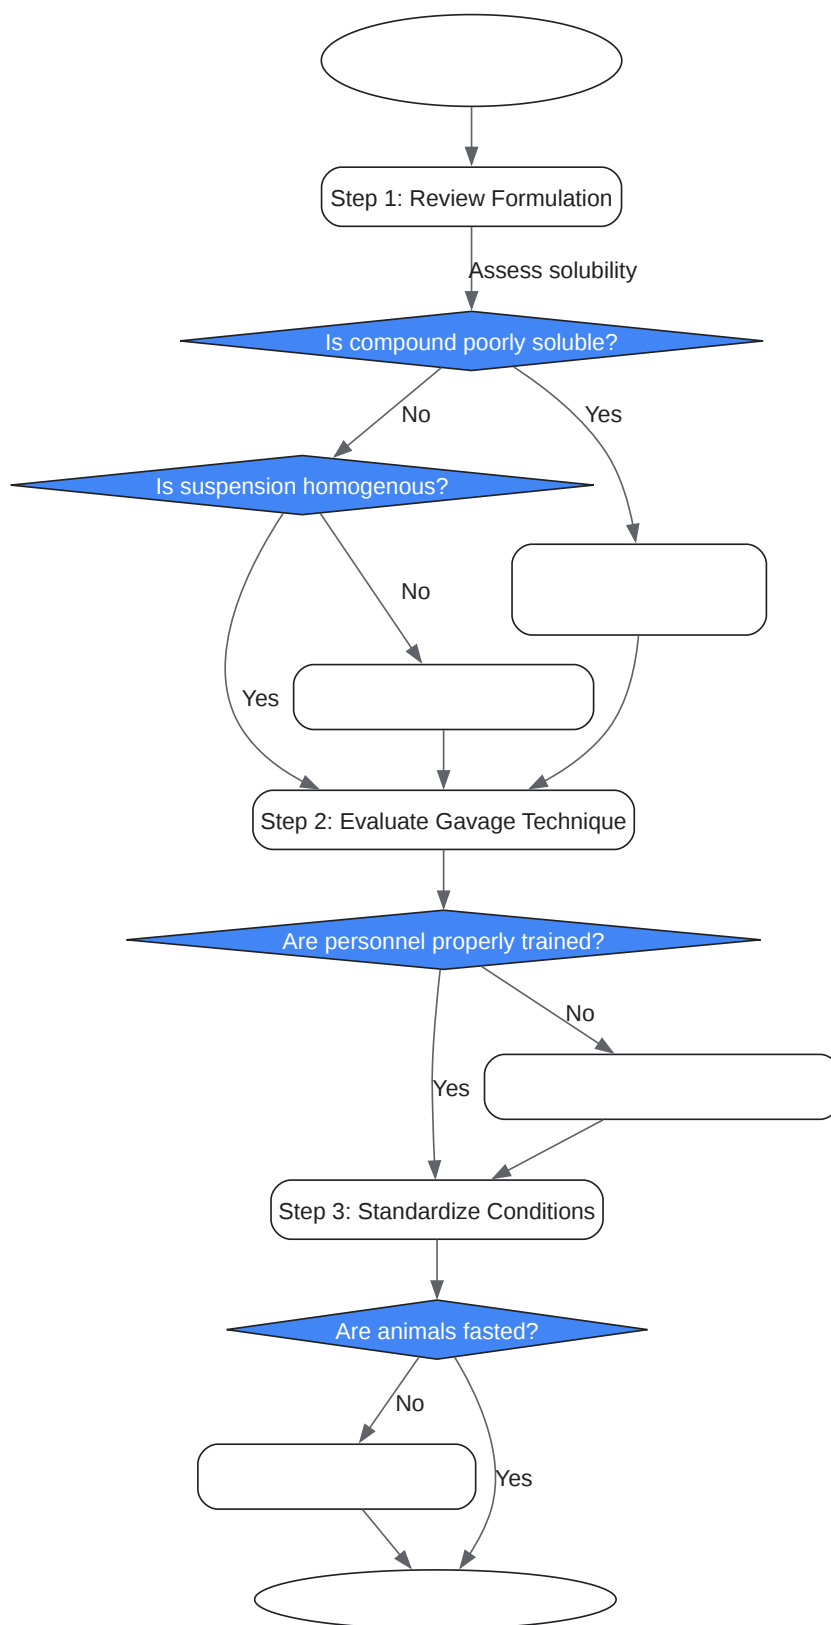 Step 1: Review Formulation
Assess solubility
Is compound poorly soluble?
No
Yes
Is suspension homogenous?
No
Yes
Step 2: Evaluate Gavage Technique
Are personnel properly trained?
No
Yes
Step 3: Standardize Conditions
Are animals fasted?
No
Yes